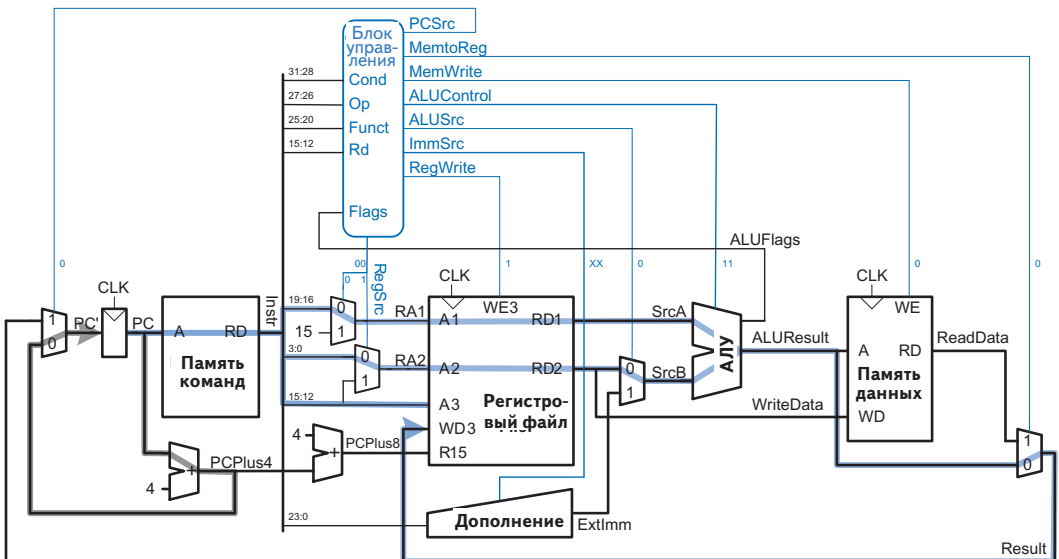 PCSrc
Блок
управ-
ления
MemtoReg
MemWrite
31:28
Cond
27:26
Op
ALUControl
25:20
Funct
ALUSrc
15:12
Rd
ImmSrc
RegWrite
Flags
ALUFlags
0
00
0 1
RegSrc
1
XX
0
11
0
0
CLK
CLK
CLK
Instr
1
0
PC'
PC
A
RD
Память
команд
19:16
0
15
1
RA1
A1
WE3
RD1
SrcA
3:0
0
1
RA2
A2
RD2
0
1
SrcB
АЛУ
ALUResult
WE
A
RD
ReadData
Память
данных
WD
WriteData
15:12
A3
WD3
R15
Регистро-
вый файл
4
+
PCPlus8
4
+
PCPlus4
1
0
23:0
Дополнение
ExtImm
Result